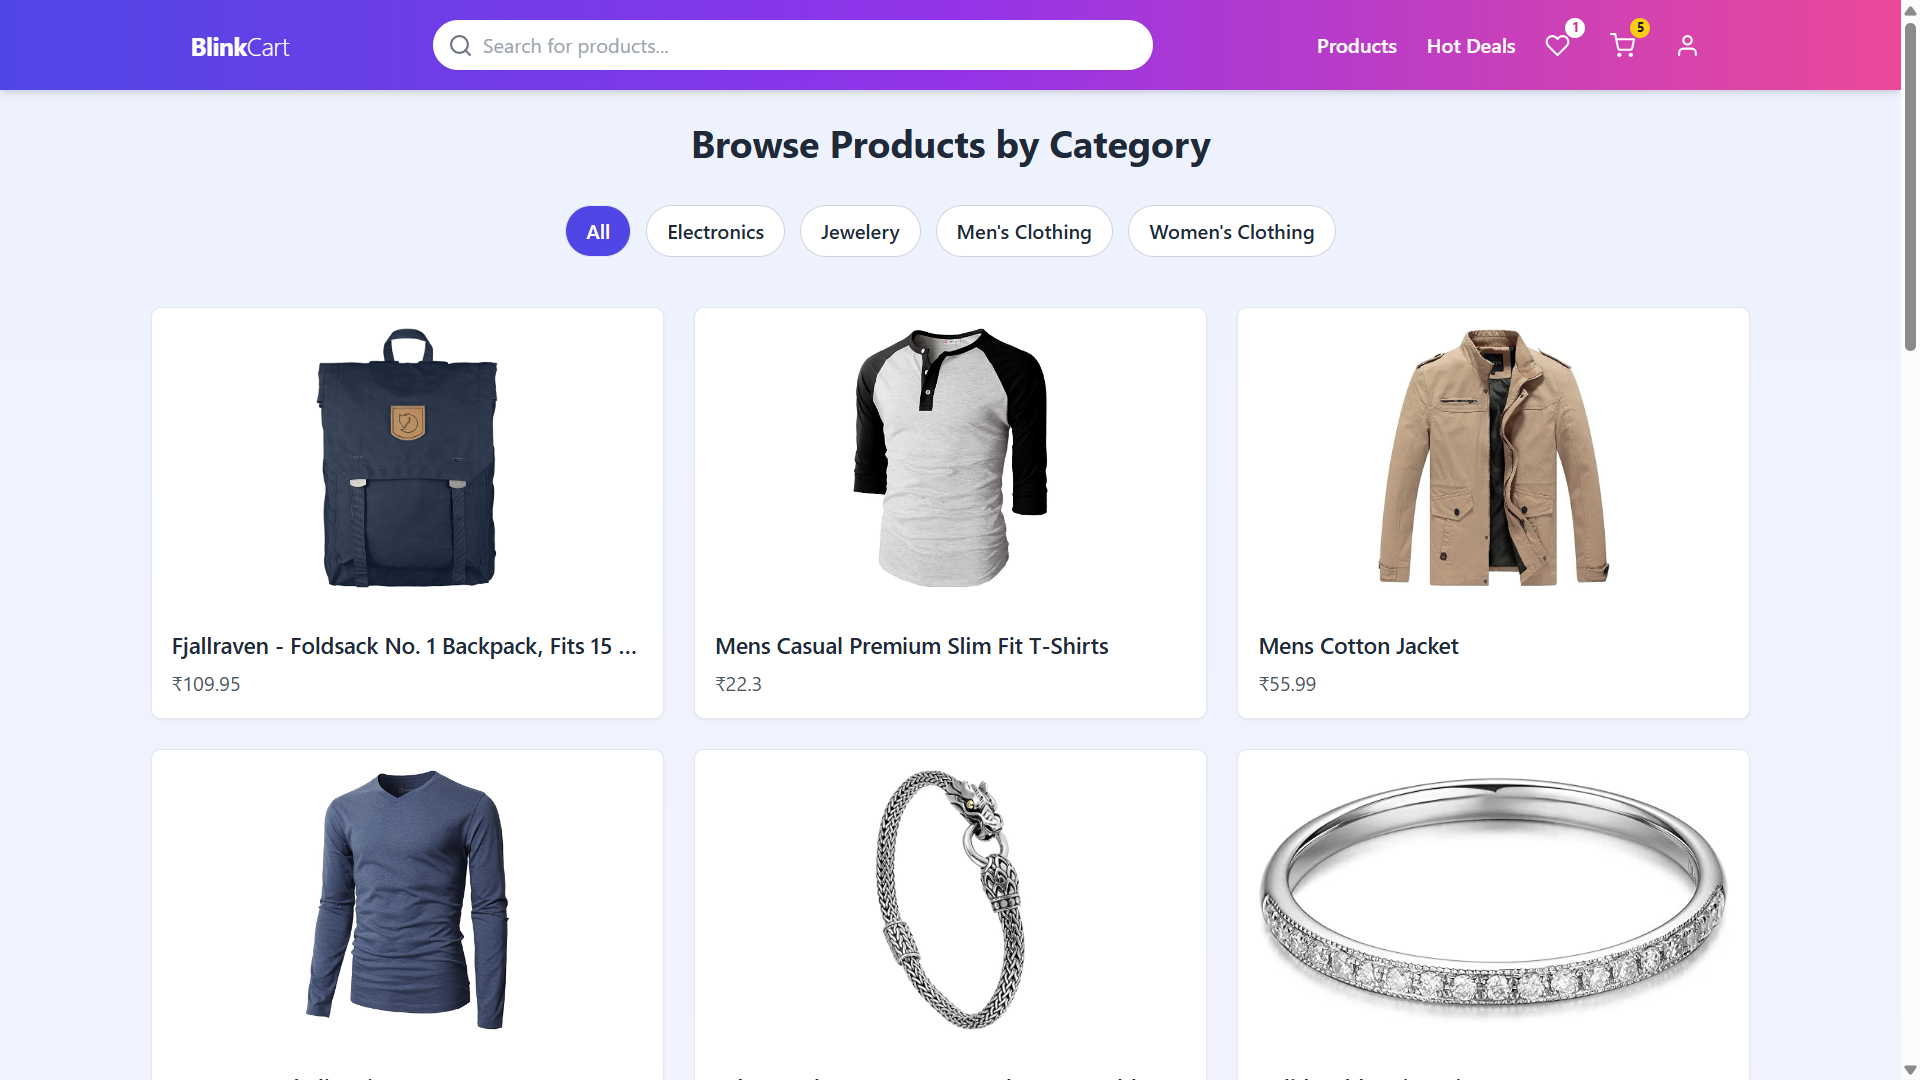 BlinkCart
Search for products...
Products
Hot Deals
1
5
Browse Products by Category
All
Electronics
Jewelery
Men's Clothing
Women's Clothing
Fjallraven - Foldsack No. 1 Backpack, Fits 15 ...
₹109.95
Mens Casual Premium Slim Fit T-Shirts
₹22.3
Mens Cotton Jacket
₹55.99